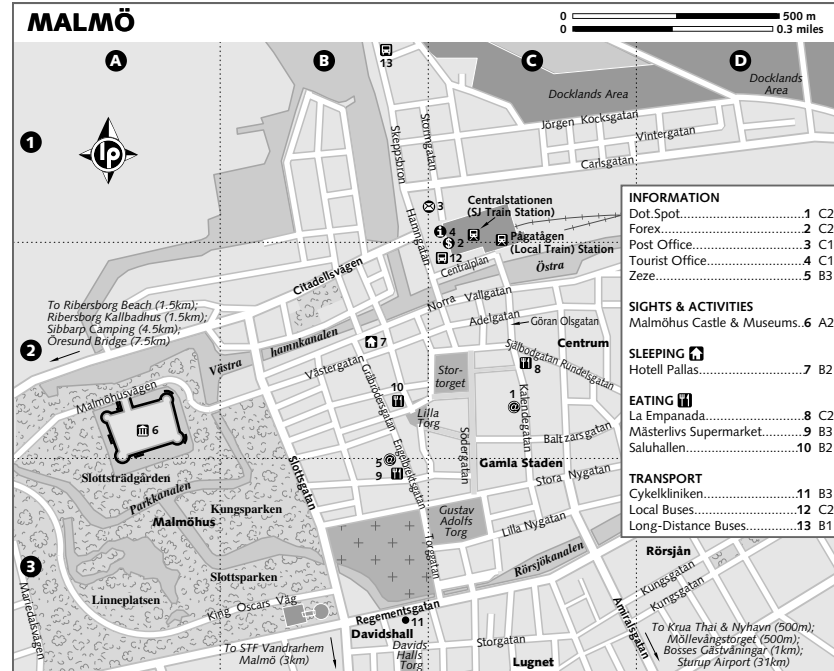 MALMÖ
0 500 m
0 0.3 miles
A
B
C
D
1
2
3
lp
13
Docklands Area
Docklands
Area
Jörgen Kocksgatan
Vintergatan
Carlsgatan
Skeppsbron
Stormgatan
Hamngatan
3
Centralstationen
(SJ Train Station)
4
2
Pågatågen
(Local Train) Station
12
Centralplan
Östra
Citadellsvägen
Norra Vallgatan
To Ribersborg Beach (1.5km);
Ribersborg Kallbadhus (1.5km);
Sibbarp Camping (4.5km);
Öresund Bridge (7.5km)
Västra hamnkanalen
Adelgatan
Göran Olsgatan
Centrum
Själbodgatan
Rundelsgatan
7
Västergatan
8
Stor-
torget
Malmöhusvägen
Gråbrödersgatan
10
1
Kalendegatan
Lilla
Torg
6
Södergatan
Baltzarsgatan
Engelbrektsgatan
5
9
Gamla Staden
Slottsgatan
Slottsträdgården
Stora Nygatan
Parkkanalen
Kungsparken
Malmöhus
Gustav
Adolfs
Torg
Lilla Nygatan
Torggatan
Rörsjökanalen
Rörsjån
Slottsparken
Linneplatsen
Mariedalsvägen
King Oscars Väg
Regementsgatan
11
Davidshall
Davids
Halls
Torg
Storgatan
Lugnet
Amiralsgatan
Kungsgatan
Kungsgatan
To STF Vandrarhem
Malmö (3km)
To Krua Thai & Nyhavn (500m);
Möllevångstorget (500m);
Bosses Gästvåningar (1km);
Sturup Airport (31km)
INFORMATION
Dot.Spot 1 C2
Forex 2 C2
Post Office 3 C1
Tourist Office 4 C1
Zeze 5 B3
SIGHTS & ACTIVITIES
Malmöhus Castle & Museums..6 A2
SLEEPING
Hotell Pallas 7 B2
EATING
La Empanada 8 C2
Mästerlivs Supermarket 9 B3
Saluhallen 10 B2
TRANSPORT
Cykelkliniken 11 B3
Local Buses 12 C2
Long-Distance Buses 13 B1